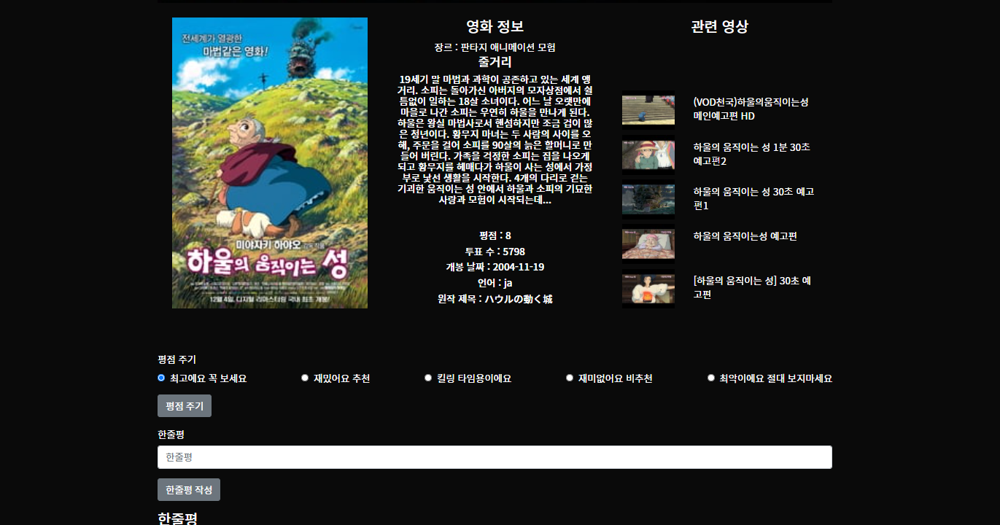 전세계가 열광한
마법같은 영화!
미야자키 하야오 감독작품
하울의 움직이는 성
12월 4일, 디지털 리마스터링 국내 최초 개봉!
영화 정보
장르 : 판타지 애니메이션 모험
줄거리
19세기 말 마법과 과학이 공존하고 있는 세계 앵
거리. 소피는 돌아가신 아버지의 모자상점에서 쉴
틈없이 일하는 18살 소녀이다. 어느 날 오랫만에
마을로 나간 소피는 우연히 하울을 만나게 된다.
하울은 왕실 마법사로서 핸섬하지만 조금 겁이 많
은 청년이다. 황무지 마녀는 두 사람의 사이를 오
해, 주문을 걸어 소피를 90살의 늙은 할머니로 만
들어 버린다. 가족을 걱정한 소피는 집을 나오게
되고 황무지를 헤매다가 하울이 사는 성에서 가정
부로 낯선 생활을 시작한다. 4개의 다리로 걷는
기괴한 움직이는 성 안에서 하울과 소피의 기묘한
사랑과 모험이 시작되는데...
평점 : 8
투표 수 : 5798
개봉 날짜 : 2004-11-19
언어 : ja
원작 제목 : ハウルの動く城
관련 영상
(VOD천국)하울의움직이는성
메인예고편 HD
하울의 움직이는 성 1분 30초
예고편2
하울의 움직이는 성 30초 예고
편1
하울의 움직이는성 예고편
[하울의 움직이는 성] 30초 예
고편
평점 주기
최고에요 꼭 보세요 재밌어요 추천 킬링 타임용이에요 재미없어요 비추천 최악이에요 절대 보지마세요
평점 주기
한줄평
한줄평
한줄평 작성
한줄평